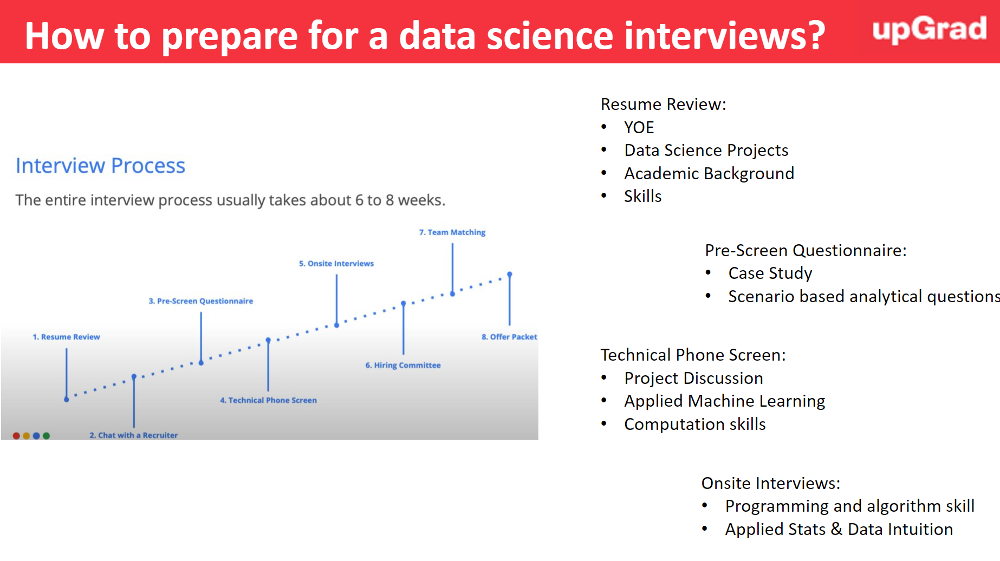 How to prepare for a data science interviews?
upGrad
Interview Process
The entire interview process usually takes about 6 to 8 weeks.
1. Resume Review
2. Chat with a Recruiter
3. Pre-Screen Questionnaire
4. Technical Phone Screen
5. Onsite Interviews
6. Hiring Committee
7. Team Matching
8. Offer Packet
Resume Review:
• YOE
• Data Science Projects
• Academic Background
• Skills
Pre-Screen Questionnaire:
• Case Study
• Scenario based analytical questions
Technical Phone Screen:
• Project Discussion
• Applied Machine Learning
• Computation skills
Onsite Interviews:
• Programming and algorithm skill
• Applied Stats & Data Intuition